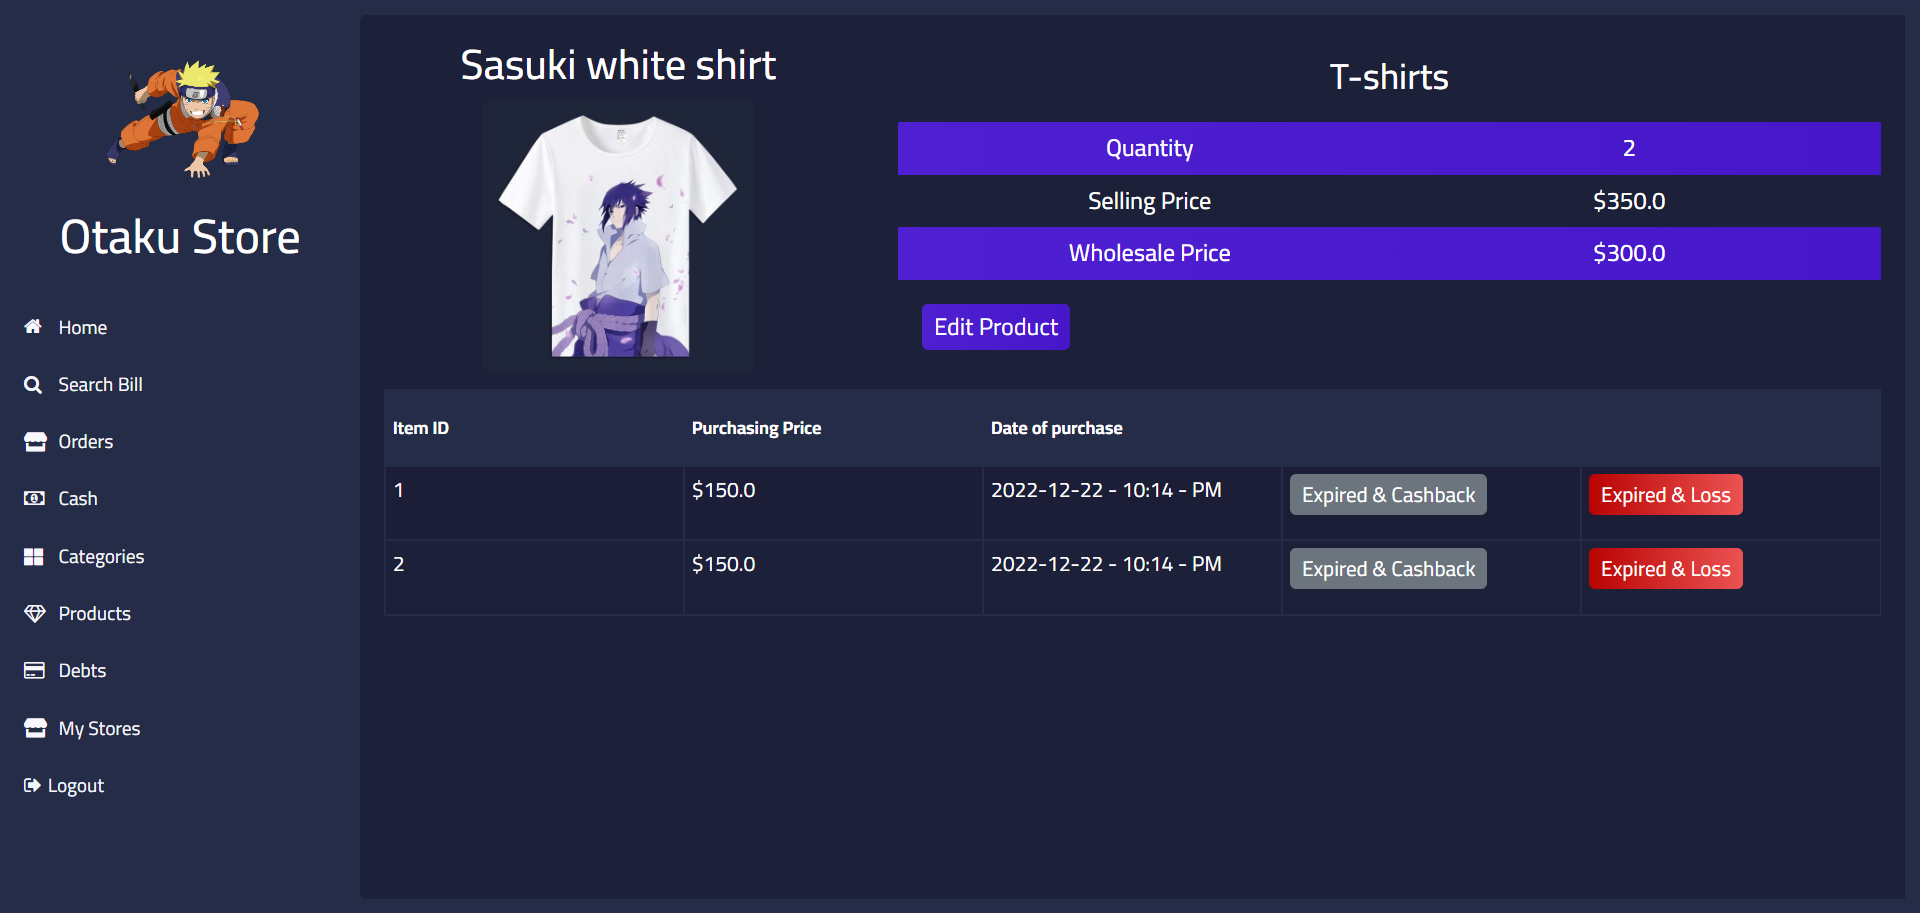 Otaku Store
Home
Search Bill
Orders
Cash
Categories
Products
Debts
My Stores
Logout
Sasuki white shirt
T-shirts
Quantity 2
Selling Price $350.0
Wholesale Price $300.0
Edit Product
Item ID Purchasing Price Date of purchase
1 $150.0 2022-12-22 - 10:14 - PM Expired & Cashback Expired & Loss
2 $150.0 2022-12-22 - 10:14 - PM Expired & Cashback Expired & Loss